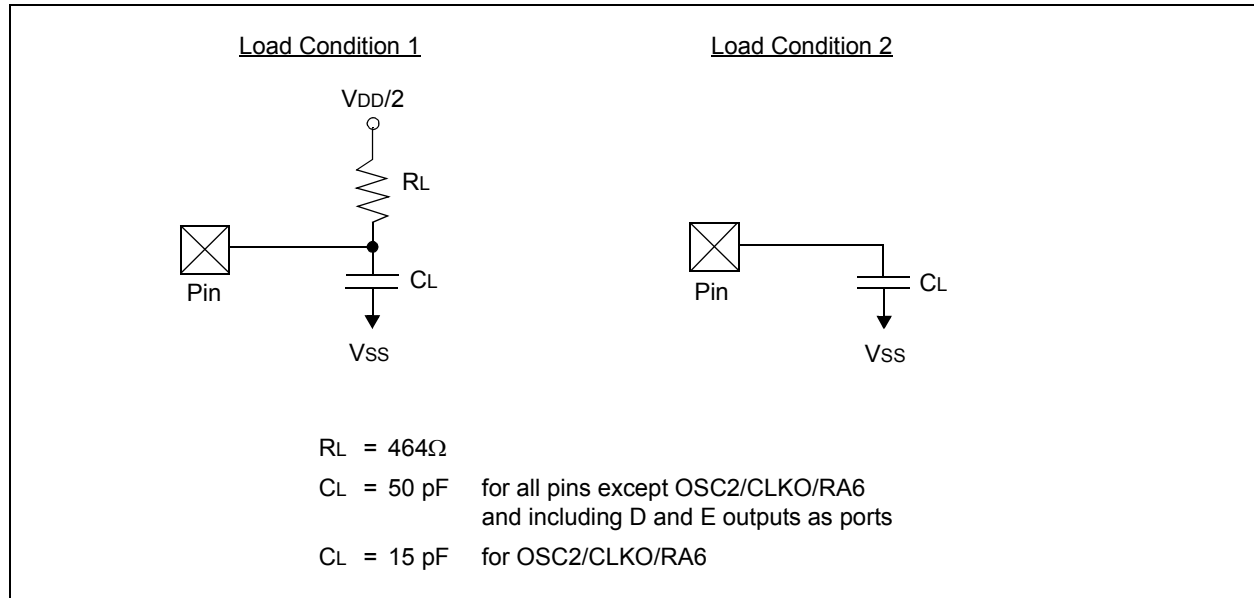 Load Condition 1
Load Condition 2
VDD/2
RL
Pin
CL
VSS
Pin
CL
VSS
RL = 464Ω
CL = 50 pF for all pins except OSC2/CLKO/RA6
and including D and E outputs as ports
CL = 15 pF for OSC2/CLKO/RA6